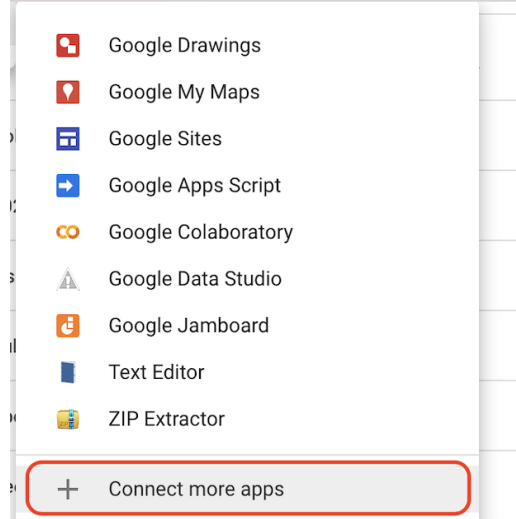 Google Drawings
Google My Maps
Google Sites
Google Apps Script
Google Colaboratory
Google Data Studio
Google Jamboard
Text Editor
ZIP Extractor
Connect more apps